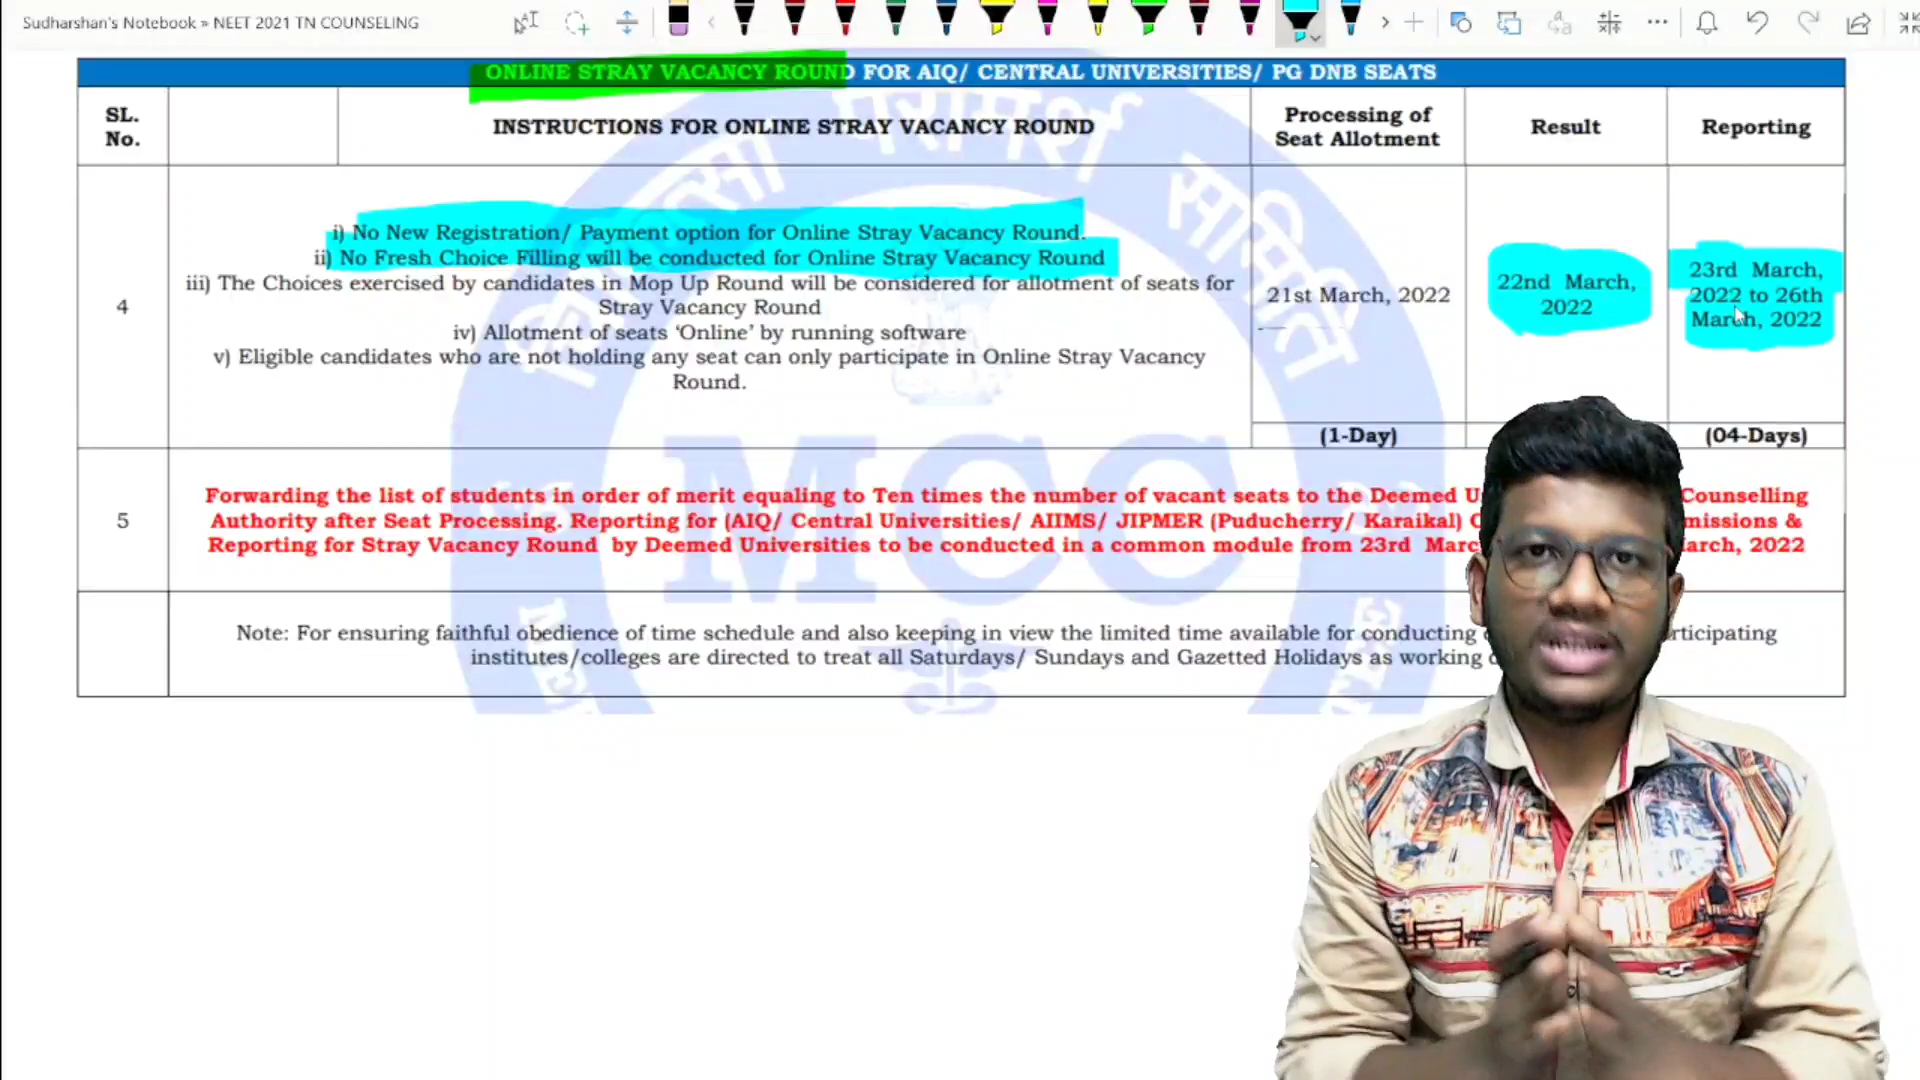 Sudharshan's Notebook » NEET 2021 TN COUNSELING
ONLINE STRAY VACANCY ROUND FOR AIQ/ CENTRAL UNIVERSITIES/ PG DNB SEATS
SL. No.
INSTRUCTIONS FOR ONLINE STRAY VACANCY ROUND
Processing of Seat Allotment
Result
Reporting
4
i) No New Registration/ Payment option for Online Stray Vacancy Round.
ii) No Fresh Choice Filling will be conducted for Online Stray Vacancy Round
iii) The Choices exercised by candidates in Mop Up Round will be considered for allotment of seats for
Stray Vacancy Round
iv) Allotment of seats 'Online' by running software
v) Eligible candidates who are not holding any seat can only participate in Online Stray Vacancy
Round.
21st March, 2022
22nd March,
2022
23rd March,
2022 to 26th
March, 2022
(1-Day)
(04-Days)
5
Forwarding the list of students in order of merit equaling to Ten times the number of vacant seats to the Deemed Counselling
Authority after Seat Processing. Reporting for (AIQ/ Central Universities/ AIIMS/ JIPMER (Puducherry/ Karaikal)
Reporting for Stray Vacancy Round by Deemed Universities to be conducted in a common module from 23rd March, 2022
Note: For ensuring faithful obedience of time schedule and also keeping in view the limited time available for conducting
institutes/colleges are directed to treat all Saturdays/ Sundays and Gazetted Holidays as working
MCC
परामर्श
समिति